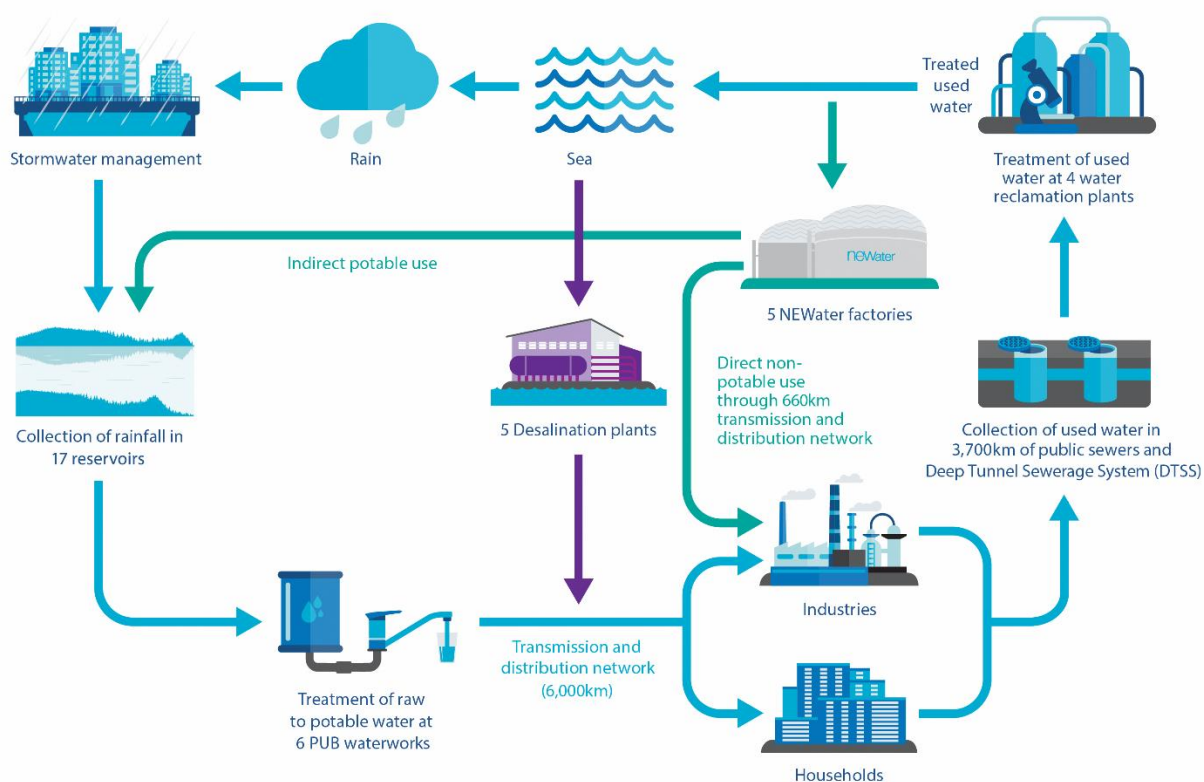 Treated
used
water
Stormwater management
Rain
Sea
Treatment of used
water at 4 water
reclamation plants
Indirect potable use
newater
5 NEWater factories
Collection of rainfall in
17 reservoirs
5 Desalination plants
Direct non-
potable use
through 660km
transmission and
distribution network
Collection of used water in
3,700km of public sewers and
Deep Tunnel Sewerage System (DTSS)
Industries
Treatment of raw
to potable water at
6 PUB waterworks
Transmission and
distribution network
(6,000km)
Households